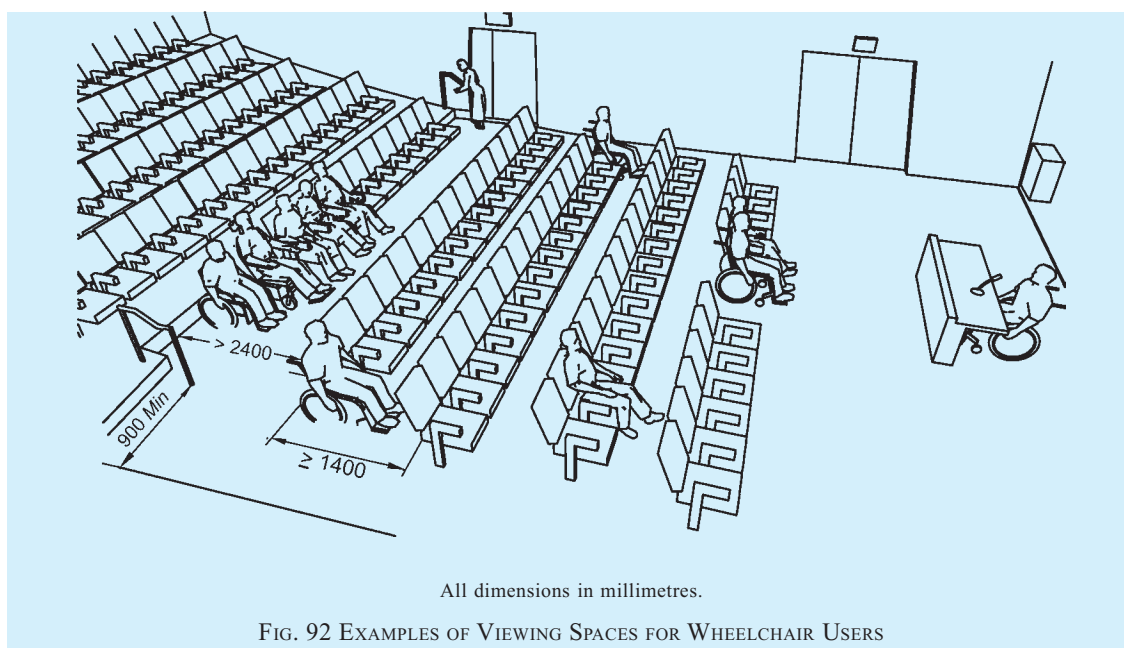 > 2400
900 Min
≥ 1400
All dimensions in millimetres.
FIG. 92 EXAMPLES OF VIEWING SPACES FOR WHEELCHAIR USERS